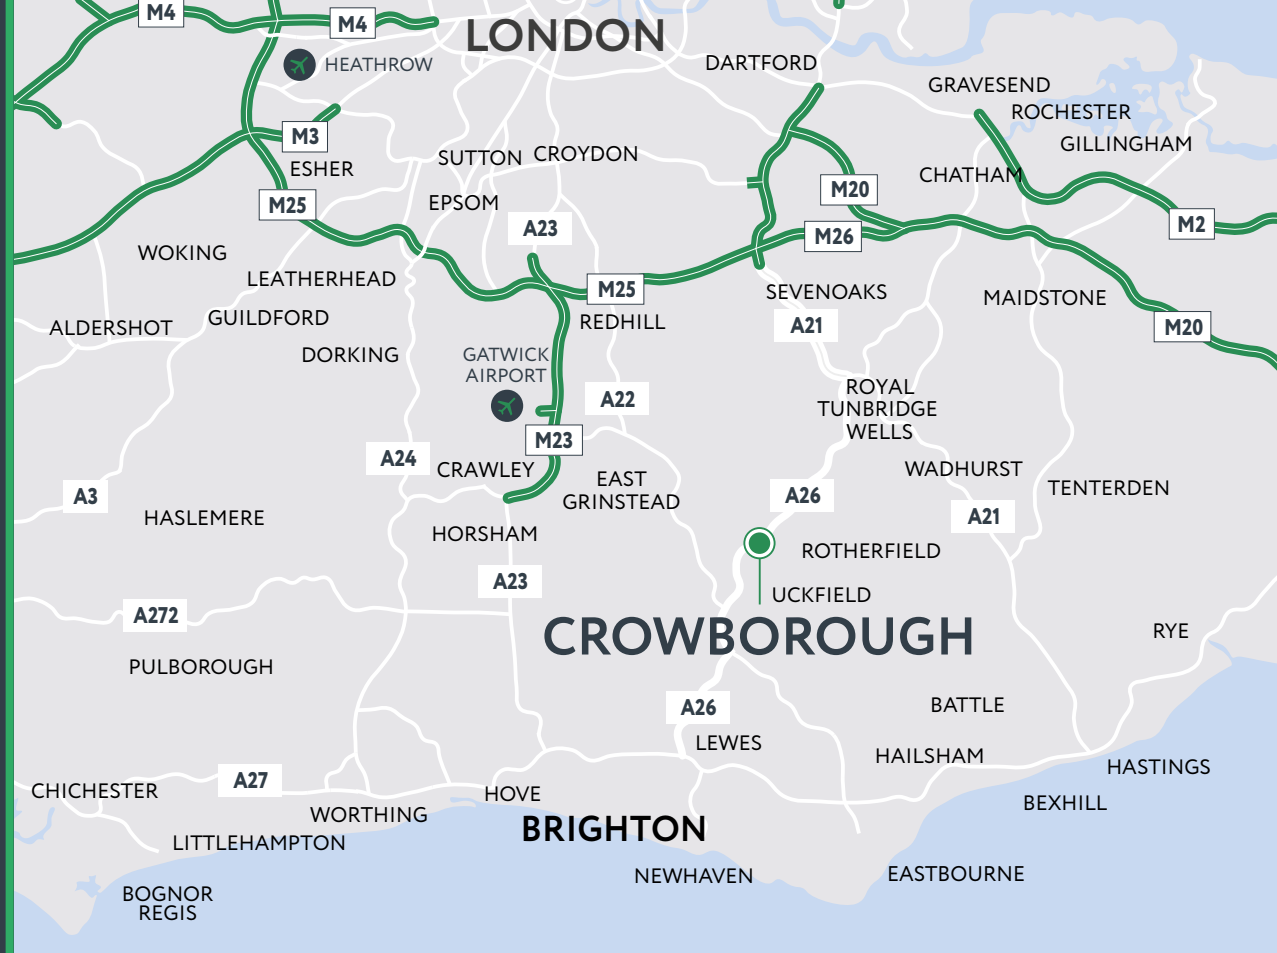 M4
M4
LONDON
HEATHROW
DARTFORD
GRAVESEND
ROCHESTER
M3
GILLINGHAM
SUTTON
CROYDON
ESHER
CHATHAM
M20
M25
EPSOM
A23
M2
M26
WOKING
LEATHERHEAD
M25
SEVENOAKS
MAIDSTONE
GUILDFORD
REDHILL
A21
M20
ALDERSHOT
DORKING
GATWICK
AIRPORT
A22
ROYAL
TUNBRIDGE
WELLS
M23
A24
CRAWLEY
WADHURST
EAST
GRINSTEAD
TENTERDEN
A3
A26
HASLEMERE
A21
HORSHAM
ROTHERFIELD
A23
UCKFIELD
A272
CROWBOROUGH
RYE
PULBOROUGH
A26
BATTLE
LEWES
HAILSHAM
HASTINGS
A27
CHICHESTER
HOVE
BEXHILL
WORTHING
BRIGHTON
LITTLEHAMPTON
NEWHAVEN
EASTBOURNE
BOGNOR
REGIS